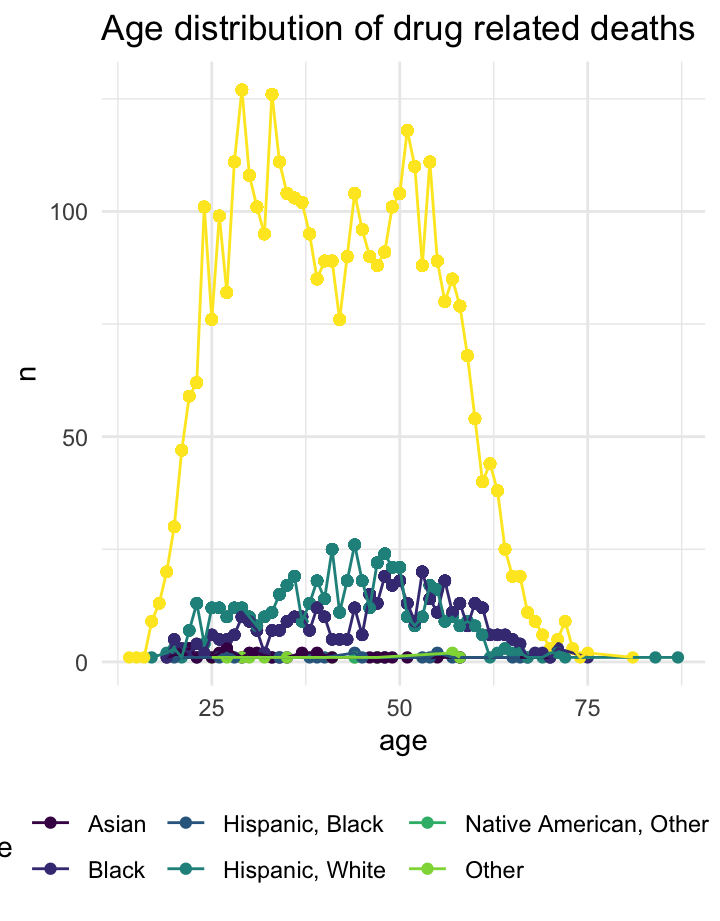 Age distribution of drug related deaths
100
50
0
n
25 50 75
age
e
Asian Hispanic, Black Native American, Other
Black Hispanic, White Other